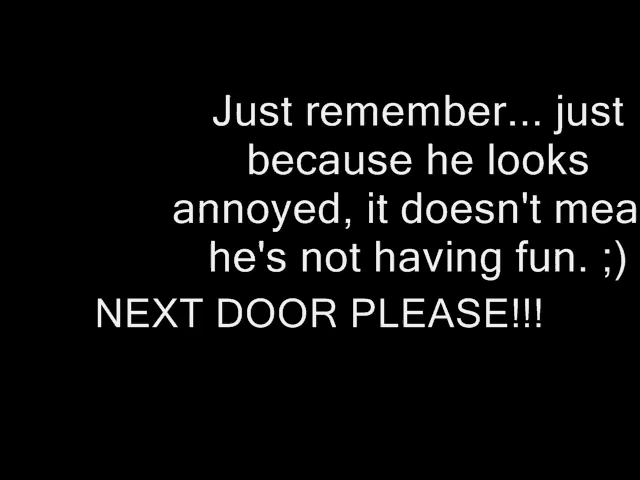 Just remember... just
because he looks
annoyed, it doesn't mea
he's not having fun. ;)
NEXT DOOR PLEASE!!!